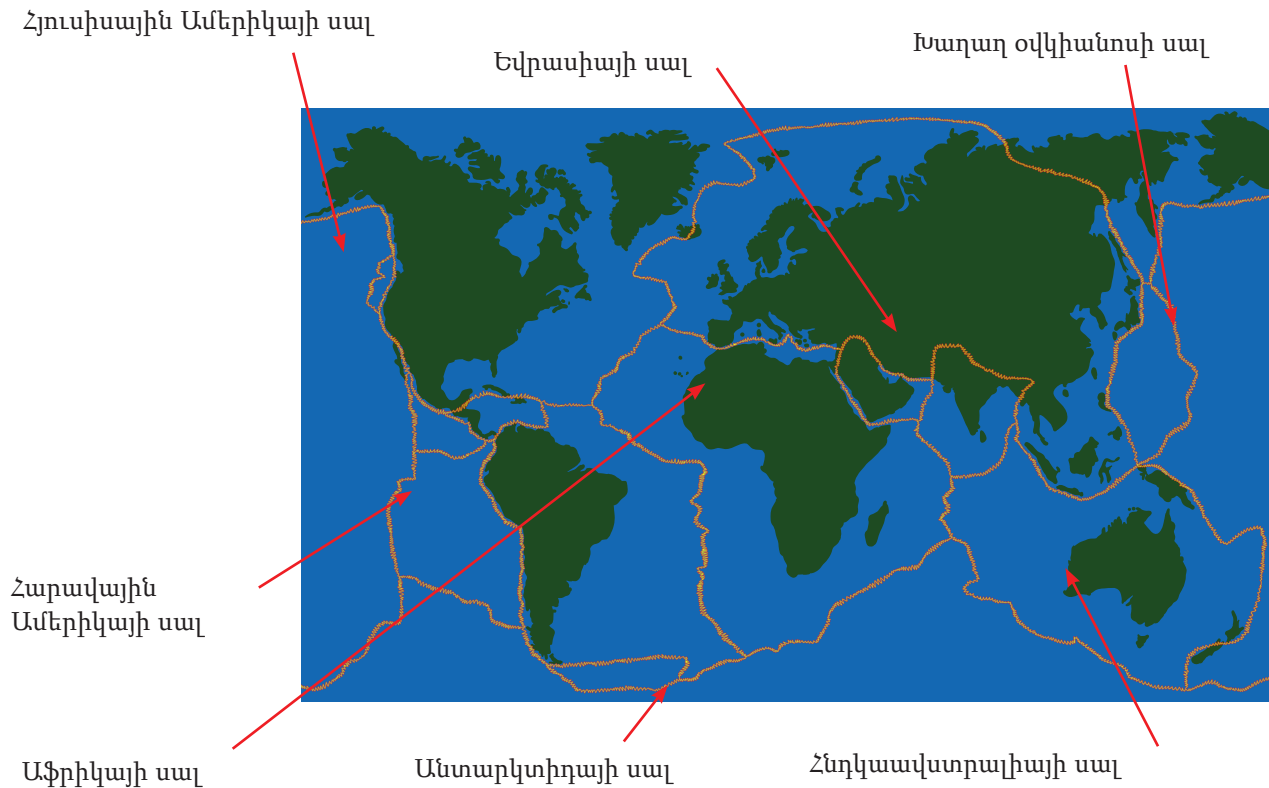 Հյուսիսային Ամերիկայի սալ
Եվրասիայի սալ
Խաղաղ օվկիանոսի սալ
Հարավային
Ամերիկայի սալ
Աֆրիկայի սալ
Անտարկտիդայի սալ
Հնդկաավստրալիայի սալ